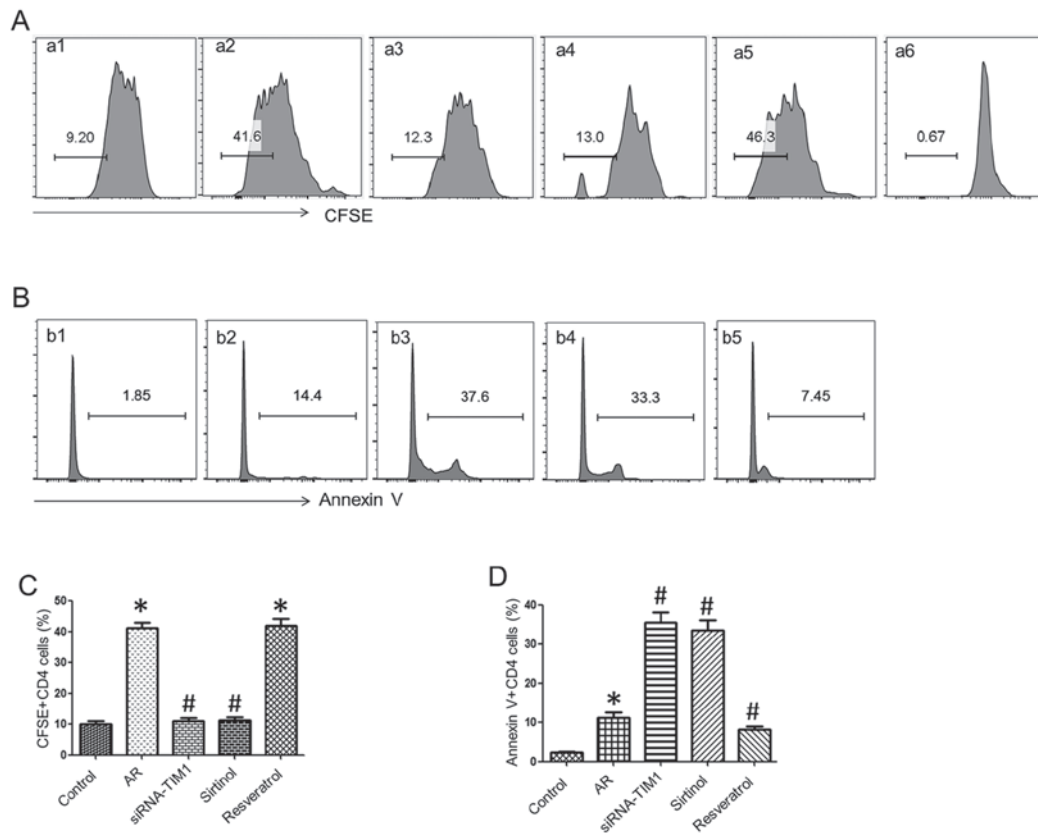 A
a1
a2
a3
a4
a5
a6
9.20
41.6
12.3
13.0
46.3
0.67
CFSE
B
b1
b2
b3
b4
b5
1.85
14.4
37.6
33.3
7.45
Annexin V
C
CFSE+CD4 cells (%)
50
40
30
20
10
0
*
#
#
*
Control
AR
siRNA-TIM1
Sirtinol
Resveratrol
D
Annexin V+CD4 cells (%)
40
30
20
10
0
*
#
#
#
Control
AR
siRNA-TIM1
Sirtinol
Resveratrol